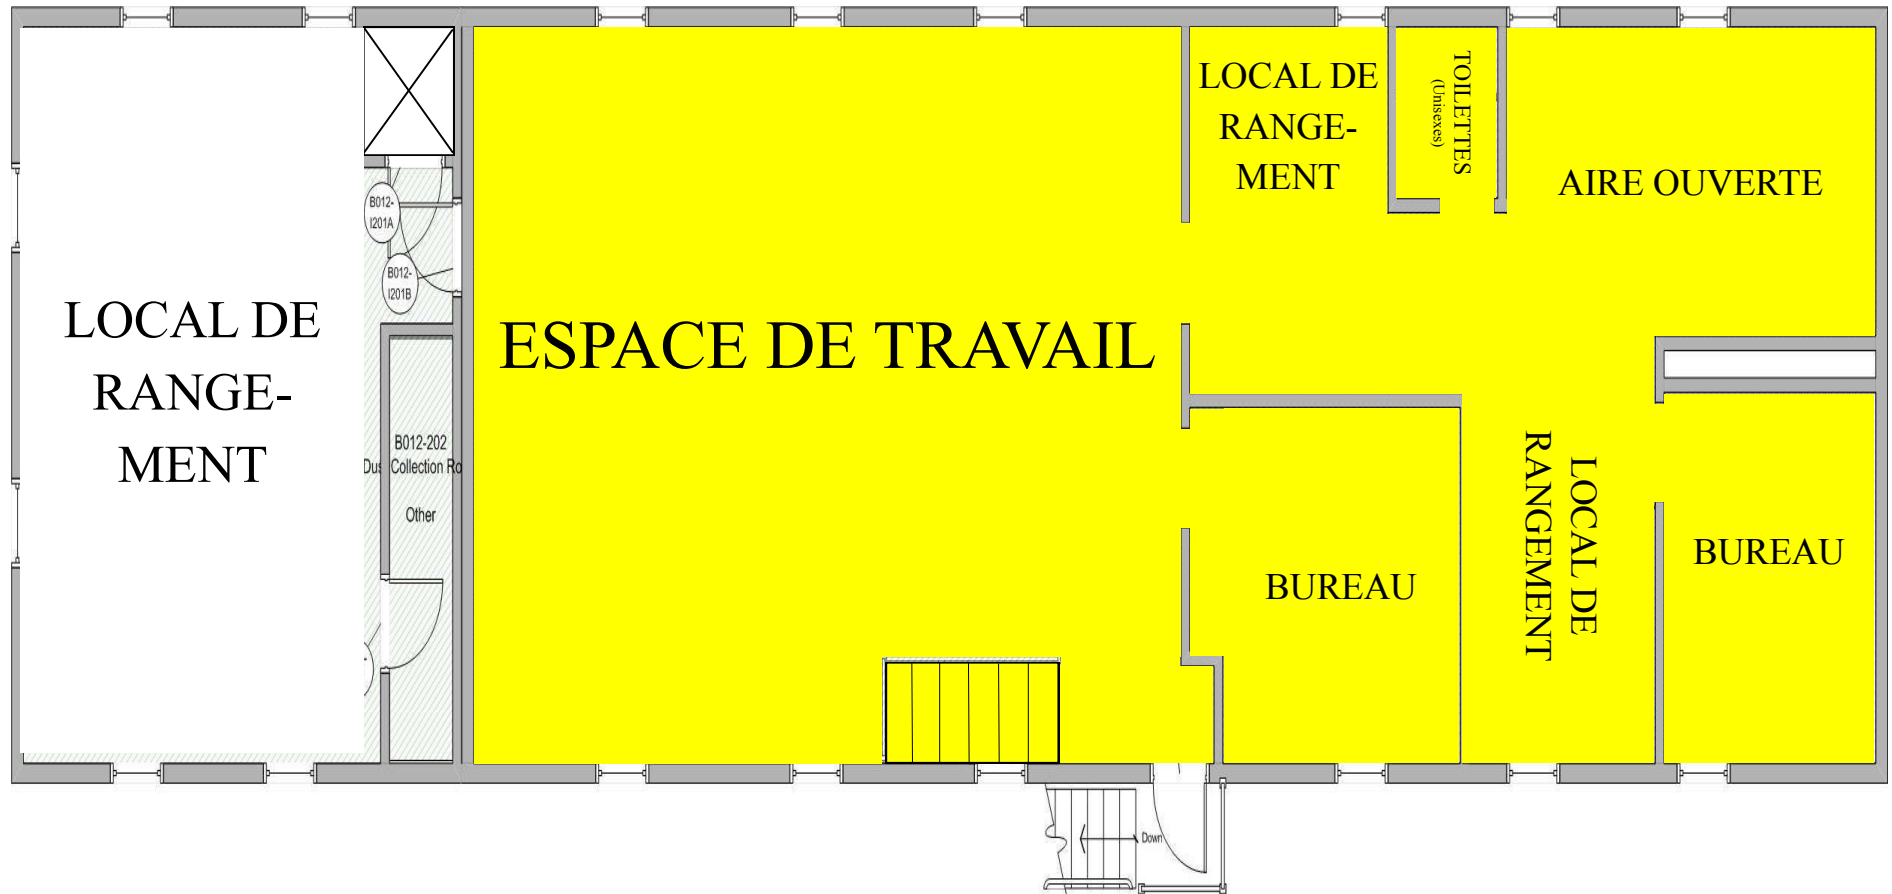 LOCAL DE
RANGE-
MENT
TOILETTES
(Unisexes)
AIRE OUVERTE
B012-
I201A
B012-
I201B
LOCAL DE
RANGE-
MENT
ESPACE DE TRAVAIL
B012-202
Collection
Other
LOCAL DE
RANGEMENT
BUREAU
BUREAU
Down